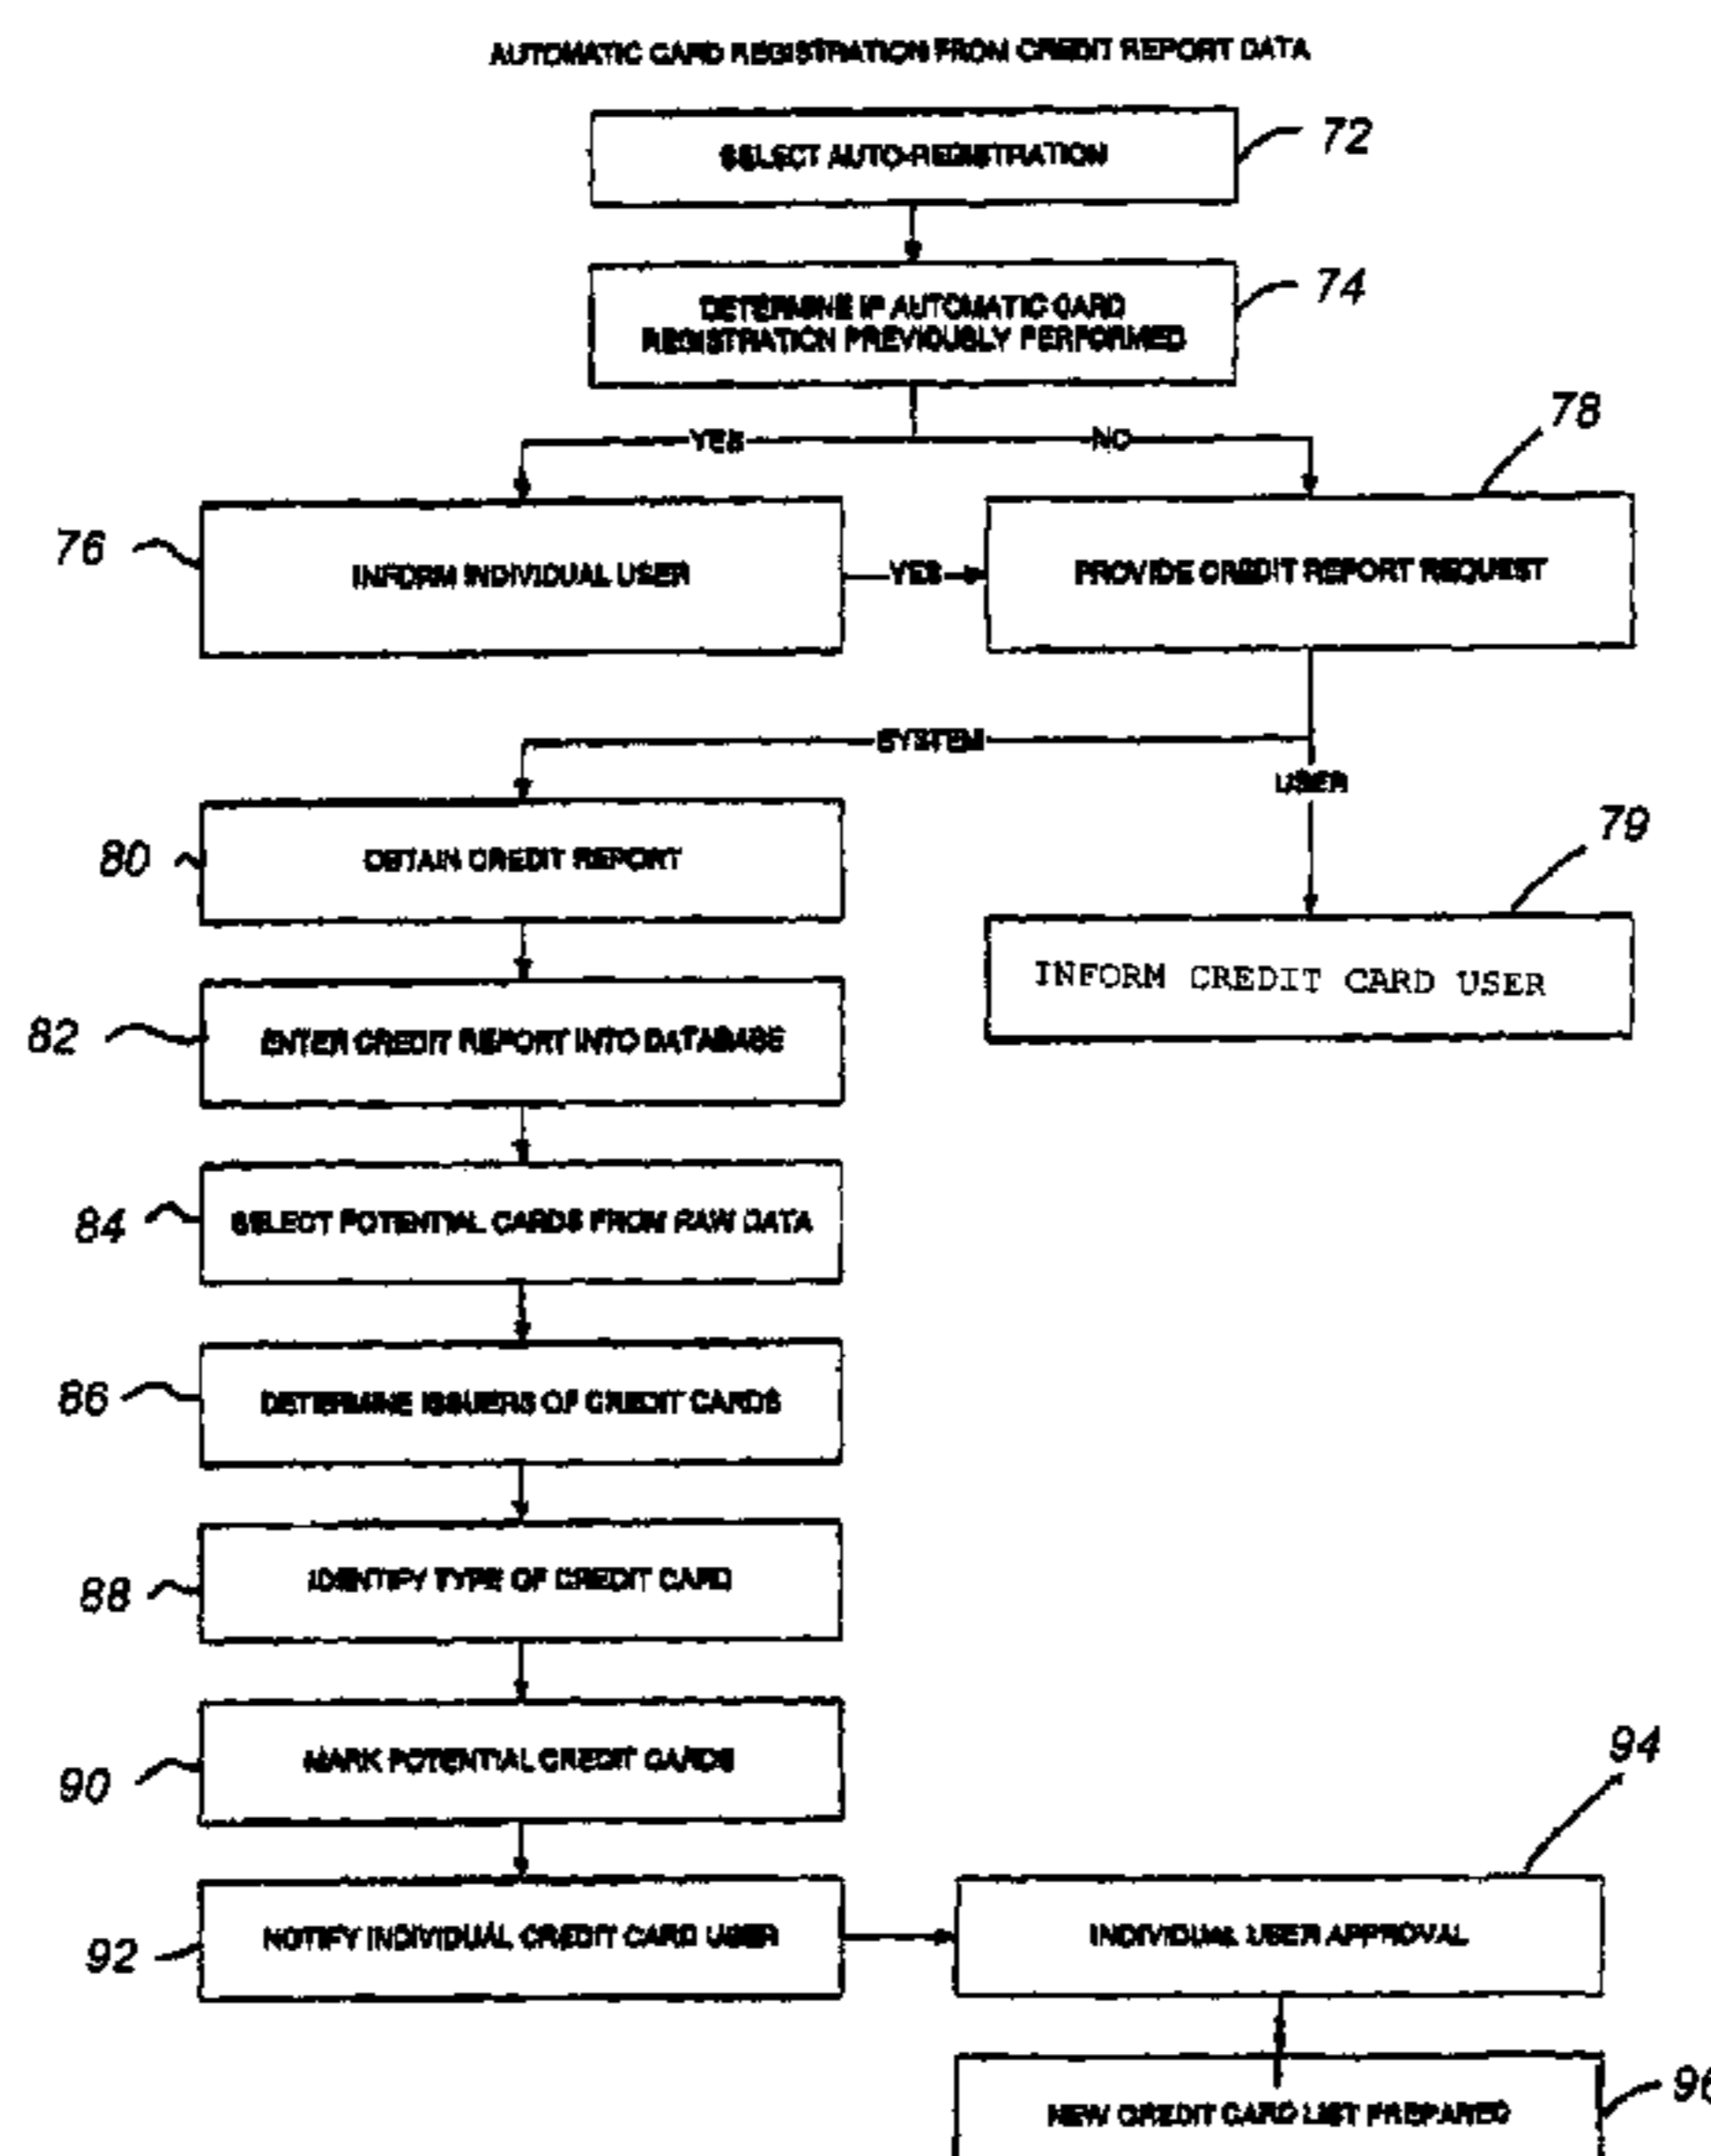 AUTOMATIC CARD REGISTRATION FROM CREDIT REPORT DATA
SELECT AUTO-REGISTRATION
72
DETERMINE IF AUTOMATIC CARD
REGISTRATION PREVIOUSLY PERFORMED
74
YES
NO
78
76
INFORM INDIVIDUAL USER
YES
PROVIDE CREDIT REPORT REQUEST
SYSTEM
USER
79
80
OBTAIN CREDIT REPORT
INFORM CREDIT CARD USER
82
ENTER CREDIT REPORT INTO DATABASE
84
SELECT POTENTIAL CARDS FROM RAW DATA
86
DETERMINE ISSUERS OF CREDIT CARDS
88
IDENTIFY TYPE OF CREDIT CARD
90
MARK POTENTIAL CREDIT CARDS
94
92
NOTIFY INDIVIDUAL CREDIT CARD USER
INDIVIDUAL USER APPROVAL
96
NEW CREDIT CARD LIST PREPARED